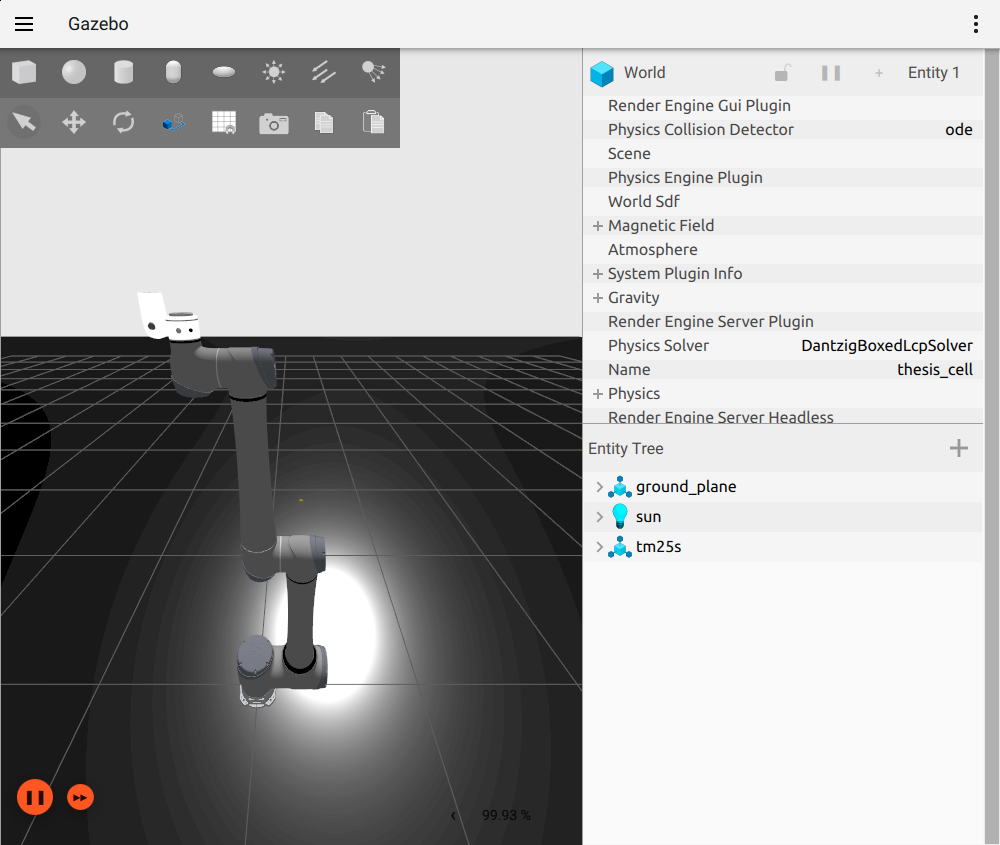 Gazebo
World
Entity 1
Render Engine Gui Plugin
Physics Collision Detector ode
Scene
Physics Engine Plugin
World Sdf
Magnetic Field
Atmosphere
System Plugin Info
Gravity
Render Engine Server Plugin
Physics Solver DantzigBoxedLcpSolver
Name thesis_cell
Physics
Render Engine Server Headless
Entity Tree
ground_plane
sun
tm25s
99.93 %